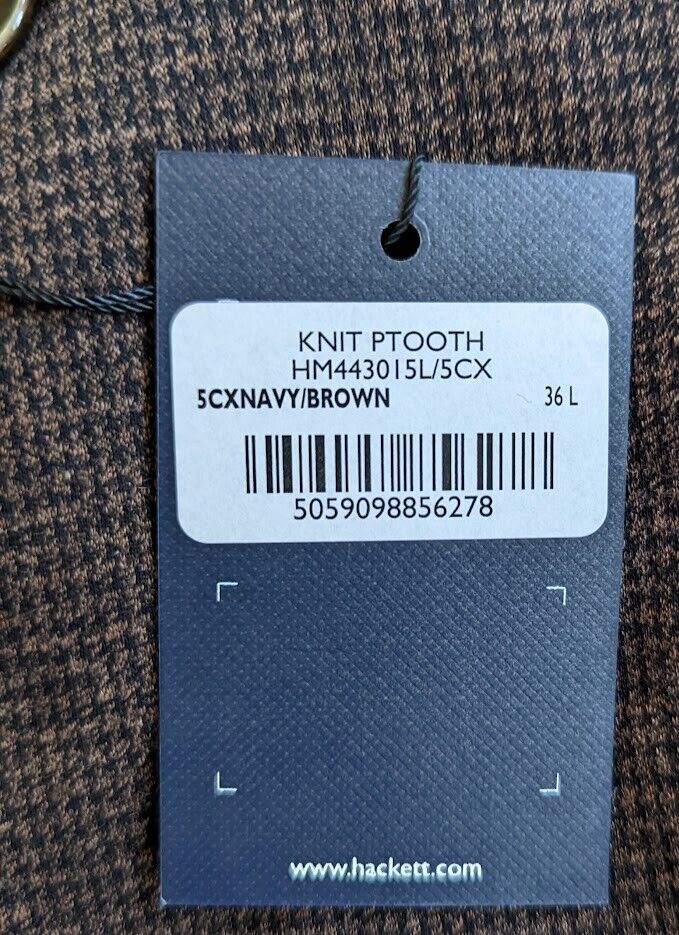 KNIT PTOOTH
HM443015L/5CX
5CXNAVY/BROWN 36 L
5059098856278
www.hackett.com